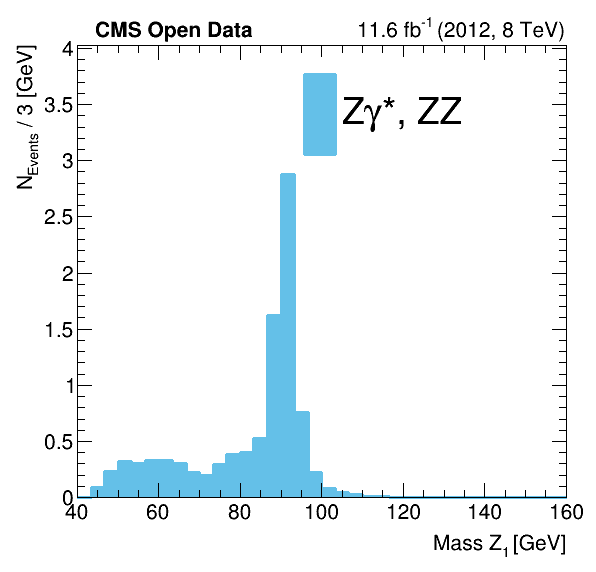 CMS Open Data
11.6 fb⁻¹ (2012, 8 TeV)
N_Events / 3 [GeV]
4
3.5
3
2.5
2
1.5
1
0.5
0
Zγ*, ZZ
40 60 80 100 120 140 160
Mass Z₁ [GeV]